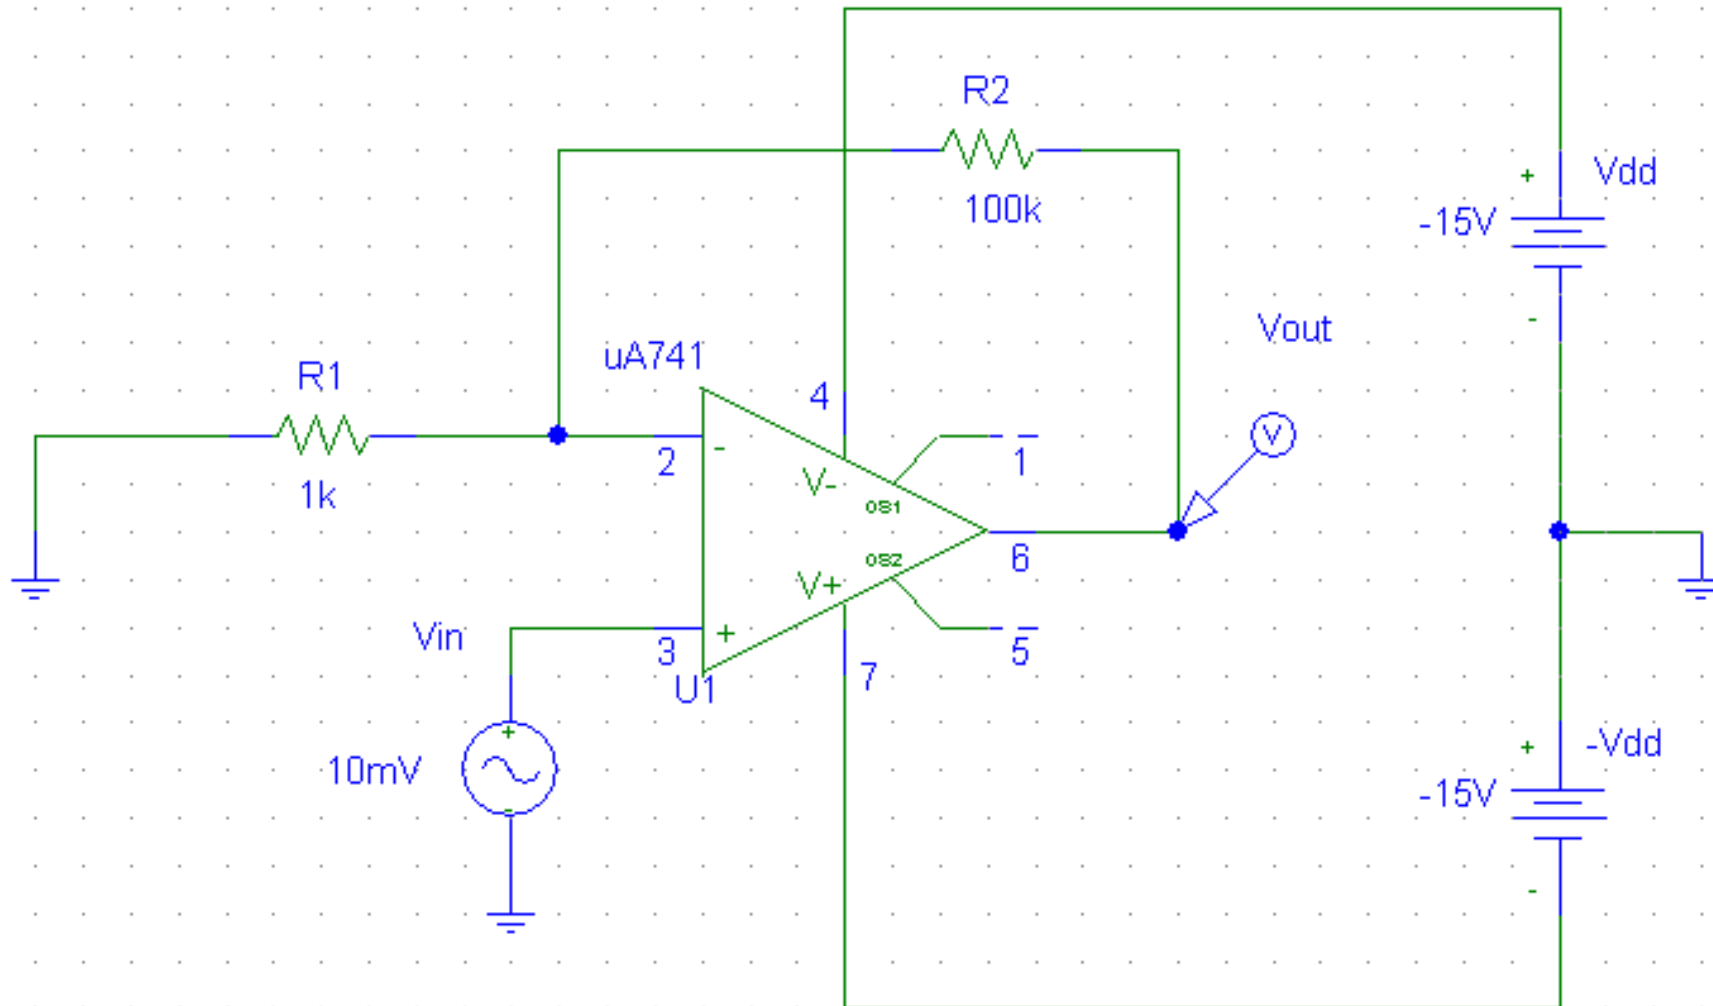 R2
100k
+
Vdd
-15V
-
Vout
uA741
R1
1k
4
2
-
V-
OS1
1
V
6
OS2
V+
Vin
3
+
U1
7
5
10mV
+
-
+
-Vdd
-15V
-